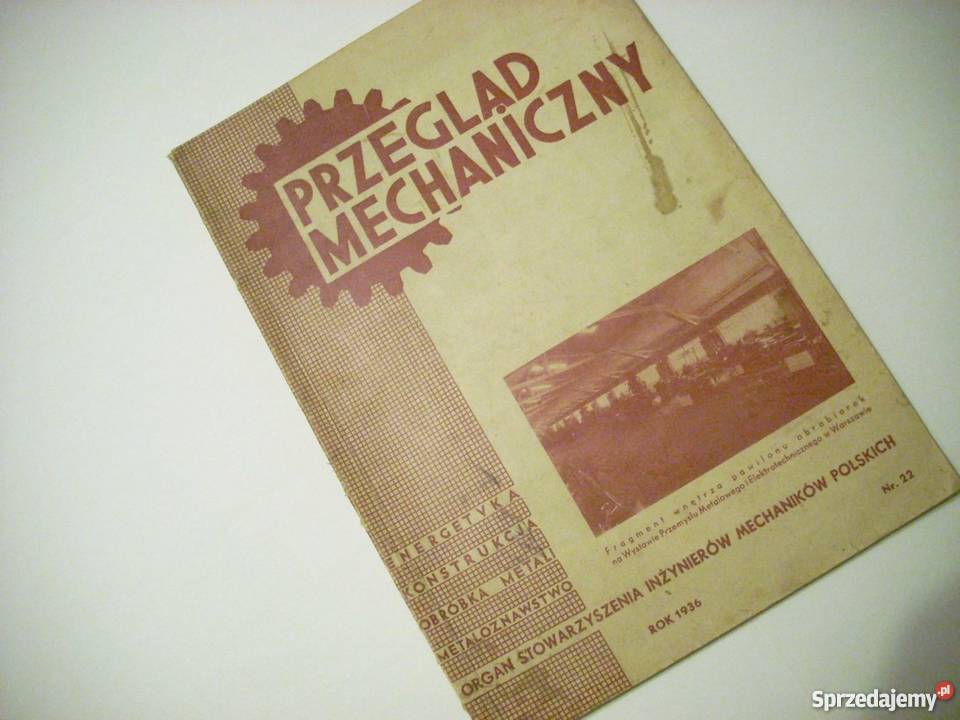 PRZEGLĄD
MECHANICZNY
Fragment wnętrza pawilonu obrabiarek
na Wystawie Przemysłu Metalowego i Elektrotechnicznego w Warszawie
ENERGETYKA
KONSTRUKCJA
OBRÓBKA METALI
METALOZNAWSTWO
ORGAN STOWARZYSZENIA INŻYNIERÓW MECHANIKÓW POLSKICH
ROK 1936
Nr. 22
Sprzedajemy.pl